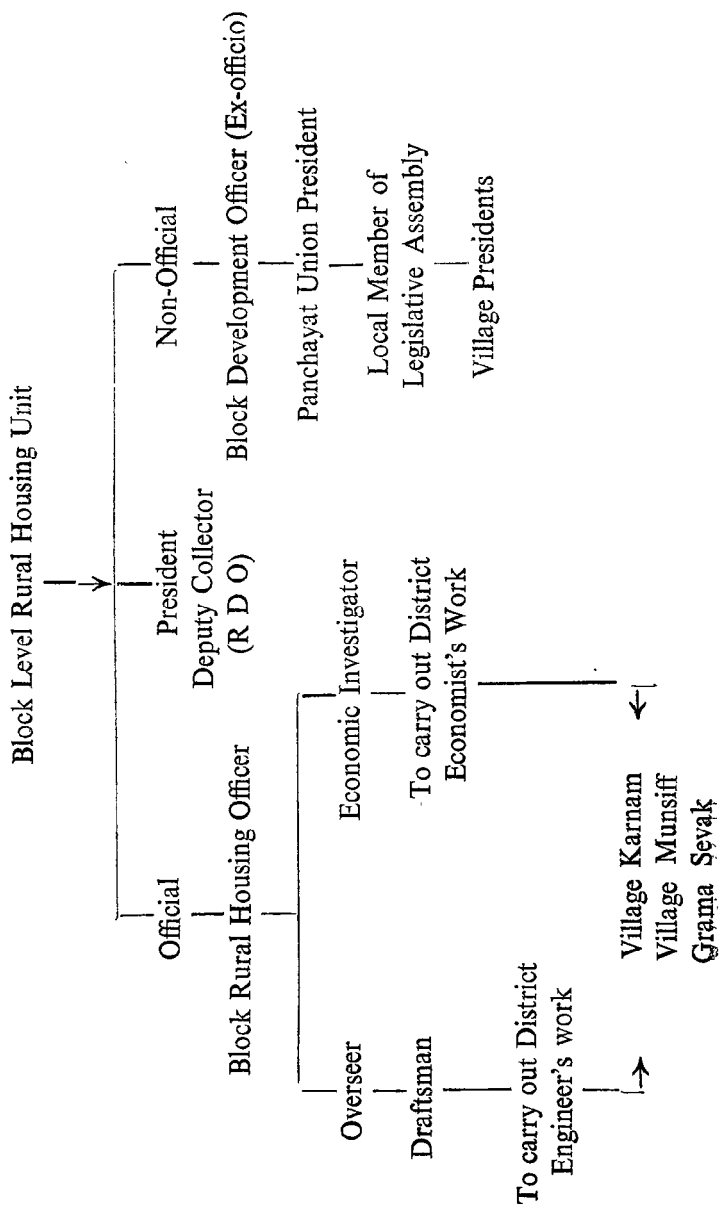 Block Level Rural Housing Unit
Official
President
Deputy Collector
(R D O)
Non-Official
Block Rural Housing Officer
Block Development Officer (Ex-officio)
Panchayat Union President
Local Member of
Legislative Assembly
Village Presidents
Overseer
Draftsman
To carry out District
Engineer's work
Economic Investigator
To carry out District
Economist's Work
Village Karnam
Village Munsiff
Grama Sevak